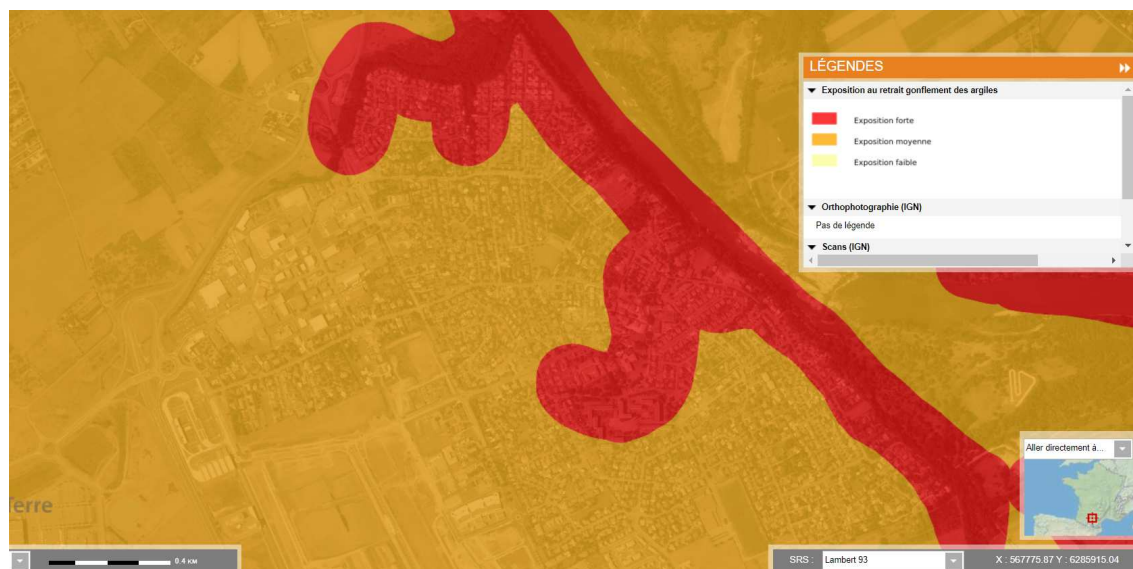 LÉGENDES
Exposition au retrait gonflement des argiles
Exposition forte
Exposition moyenne
Exposition faible
Orthophotographie (IGN)
Pas de légende
Scans (IGN)
Aller directement à...
Terre
0.4 KM
SRS : Lambert 93 X : 567775.87 Y : 6285915.04